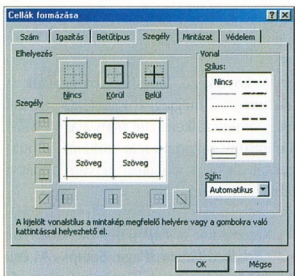 Cellák formázása
Szám Igazítás Betűtípus Szegély Mintázat Védelem
Elhelyezés
Nincs Körül Belül
Szegély
Szöveg Szöveg
Szöveg Szöveg
Vonal
Stílus:
Nincs
Szín:
Automatikus
A kijelölt vonalstílus a mintakép megfelelő helyére vagy a gombokra való
kattintással helyezhető el.
OK Mégse